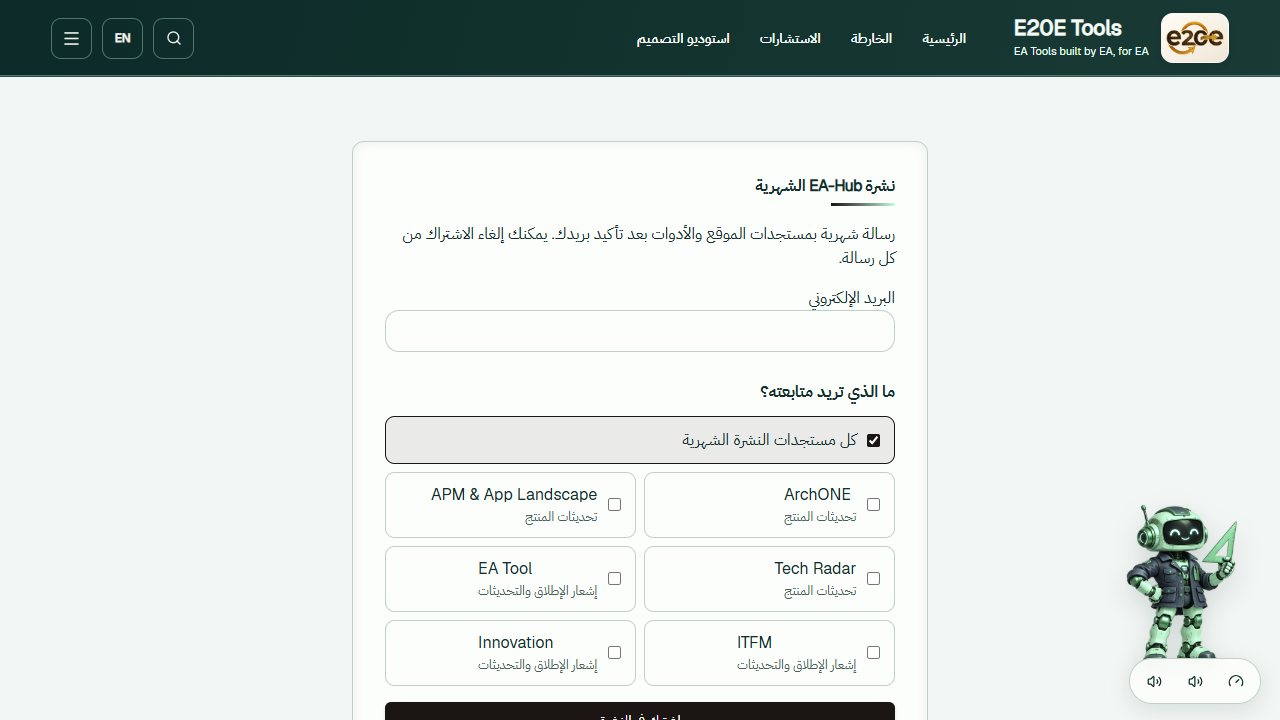 e2oe
E2OE Tools
EA Tools built by EA, for EA
الرئيسية
الخارطة
الاستشارات
استوديو التصميم
EN
نشرة EA-Hub الشهرية
رسالة شهرية بمستجدات الموقع والأدوات بعد تأكيد بريدك. يمكنك إلغاء الاشتراك من
كل رسالة.
البريد الإلكتروني
ما الذي تريد متابعته؟
كل مستجدات النشرة الشهرية
ArchONE
تحديثات المنتج
APM & App Landscape
تحديثات المنتج
Tech Radar
تحديثات المنتج
EA Tool
إشعار الإطلاق والتحديثات
ITFM
إشعار الإطلاق والتحديثات
Innovation
إشعار الإطلاق والتحديثات